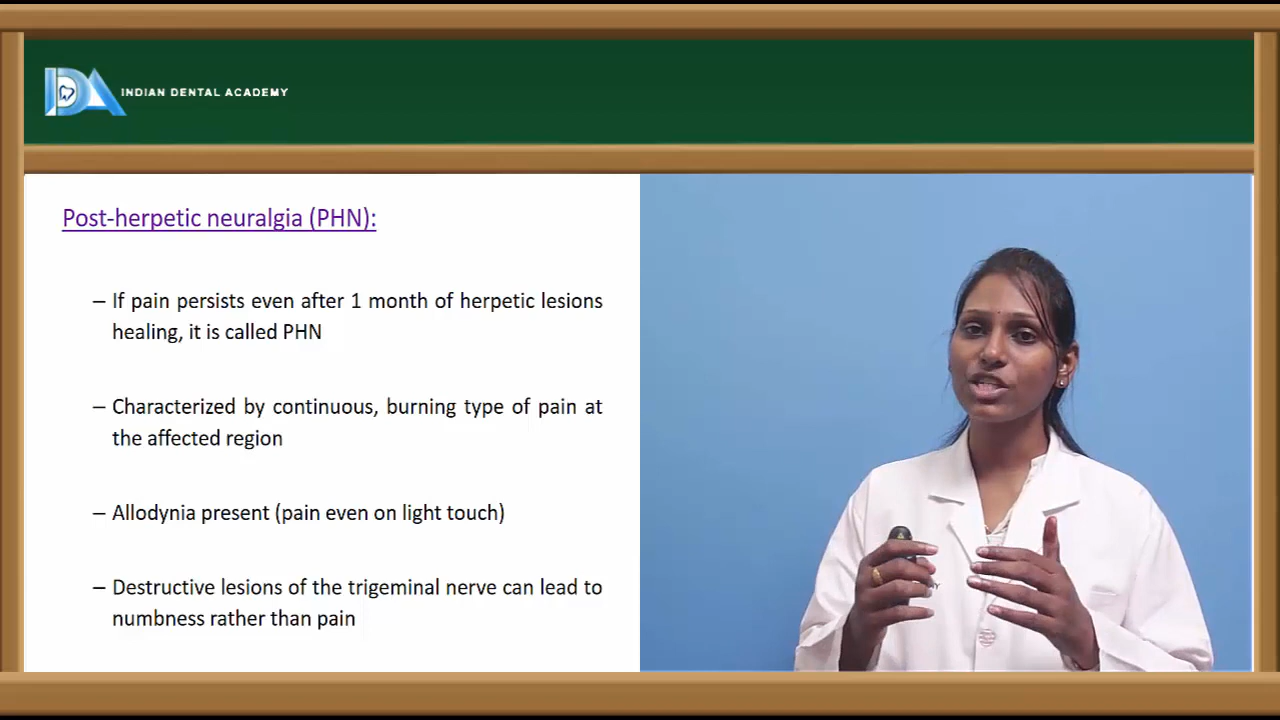 IDA
INDIAN DENTAL ACADEMY
Post-herpetic neuralgia (PHN):
– If pain persists even after 1 month of herpetic lesions
healing, it is called PHN
– Characterized by continuous, burning type of pain at
the affected region
– Allodynia present (pain even on light touch)
– Destructive lesions of the trigeminal nerve can lead to
numbness rather than pain